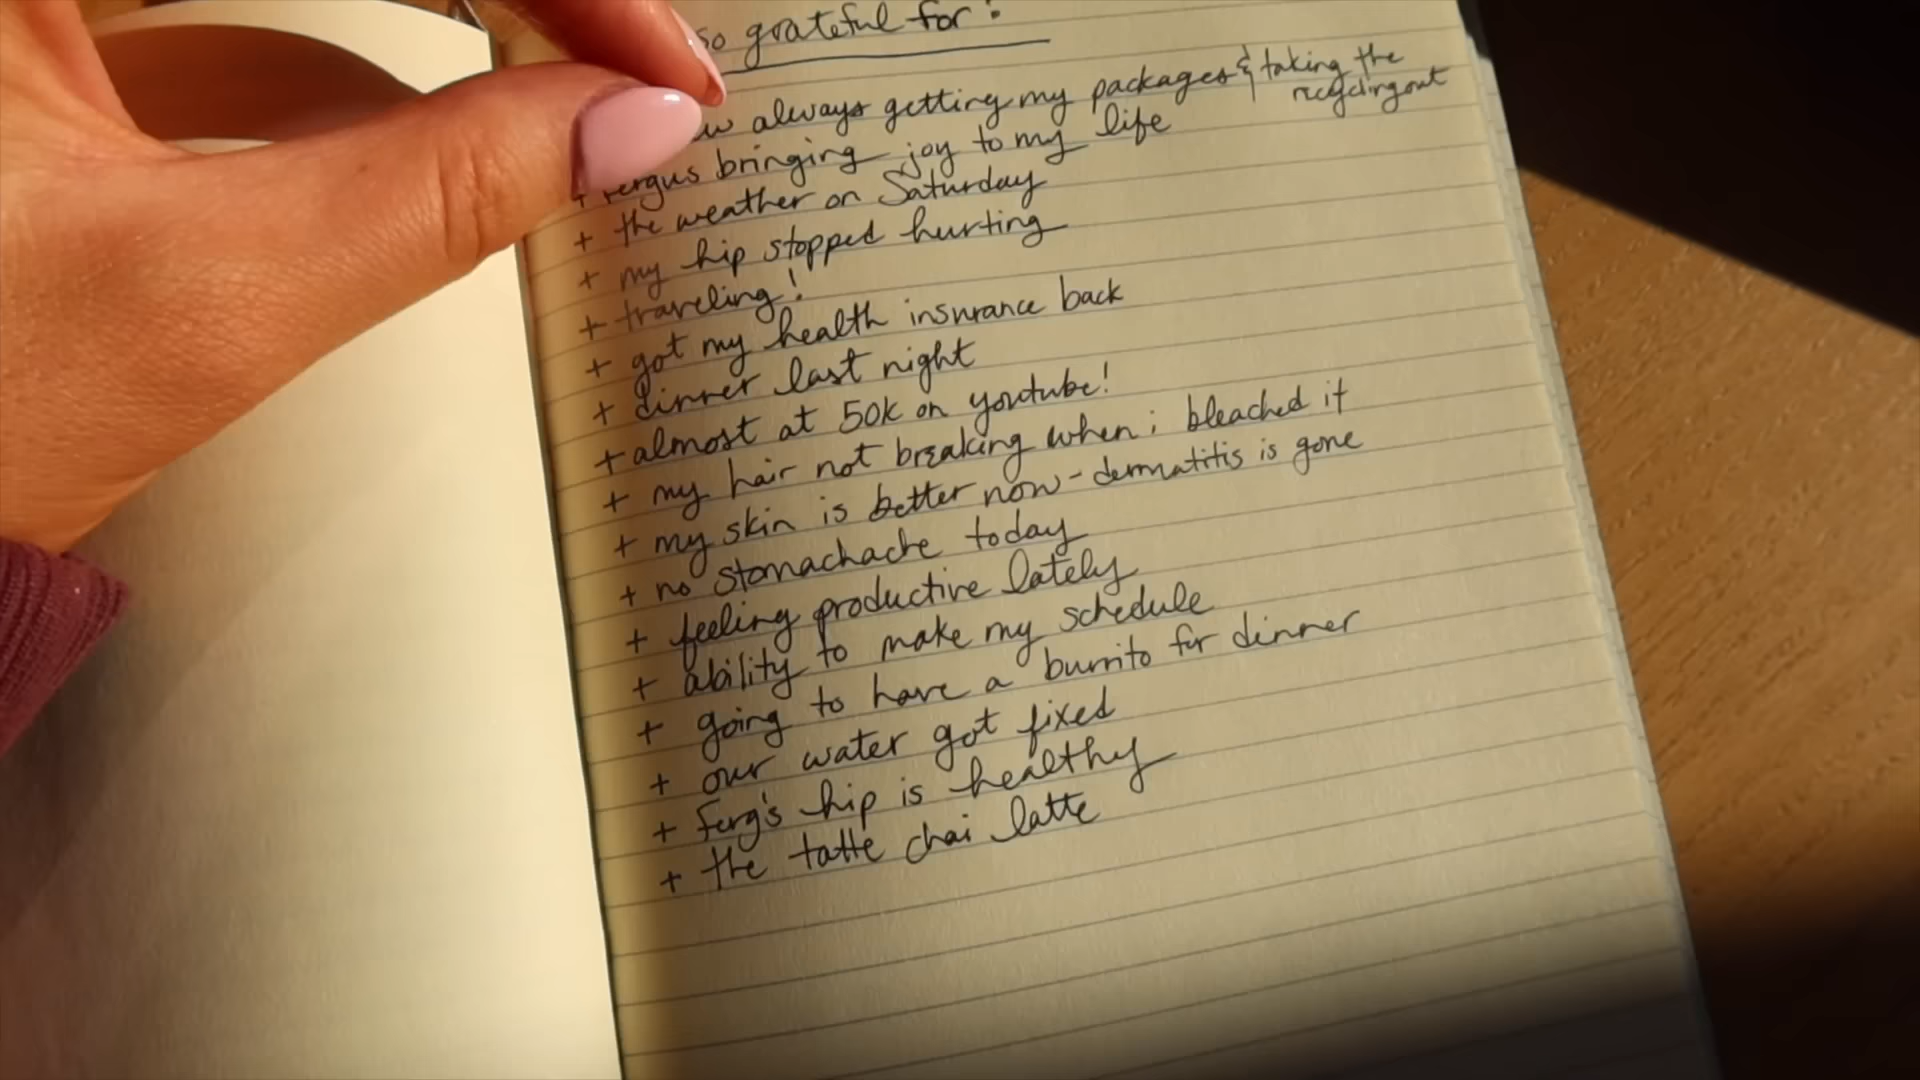 so grateful for:
always getting my packages & taking the
recycling out
+ Fergus bringing joy to my life
+ the weather on Saturday
+ my hip stopped hurting
+ traveling!
+ got my health insurance back
+ dinner last night
+ almost at 50k on youtube!
+ my hair not breaking when i bleached it
+ my skin is better now - dermatitis is gone
+ no stomachache today
+ feeling productive lately
+ ability to make my schedule
+ going to have a burrito for dinner
+ our water got fixed
+ Ferg's hip is healthy
+ the tatte chai latte